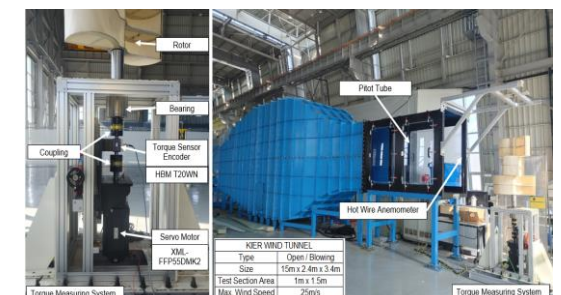 Rotor
Bearing
Coupling
Torque Sensor
Encoder
HBM T20WN
Servo Motor
XML-
FFP55DMK2
Torque Measuring System
Pitot Tube
Hot Wire Anemometer
KIER WIND TUNNEL
Type Open / Blowing
Size 15m x 2.4m x 3.4m
Test Section Area 1m x 1.5m
Max. Wind Speed 25m/s
Torque Measuring System